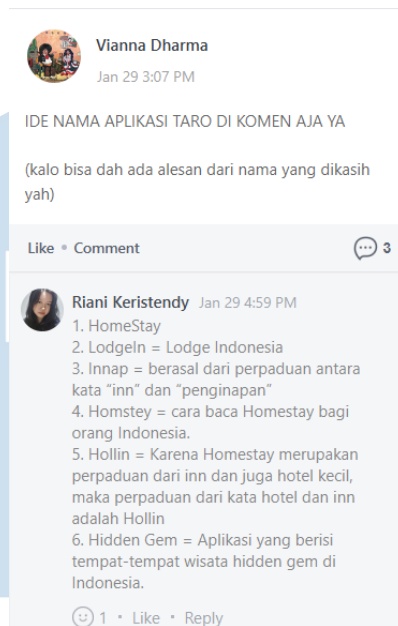 Vianna Dharma
Jan 29 3:07 PM
IDE NAMA APLIKASI TARO DI KOMEN AJA YA
(kalo bisa dah ada alesan dari nama yang dikasih
yah)
Like • Comment
3
Riani Keristendy Jan 29 4:59 PM
1. HomeStay
2. LodgeIn = Lodge Indonesia
3. Innap = berasal dari perpaduan antara
kata “inn” dan “penginapan”
4. Homstey = cara baca Homestay bagi
orang Indonesia.
5. Hollin = Karena Homestay merupakan
perpaduan dari inn dan juga hotel kecil,
maka perpaduan dari kata hotel dan inn
adalah Hollin
6. Hidden Gem = Aplikasi yang berisi
tempat-tempat wisata hidden gem di
Indonesia.
1 • Like • Reply